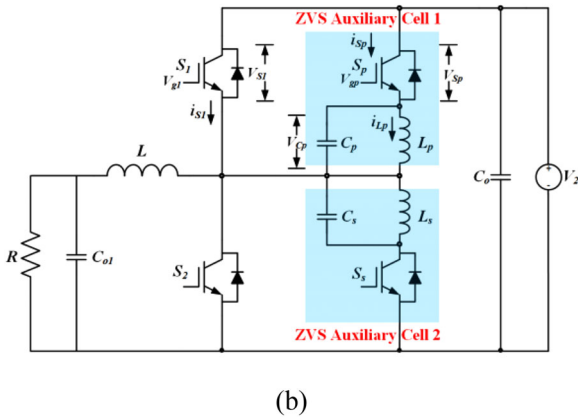 ZVS Auxiliary Cell 1
iSp
S1
Vg1
VS1
iS1
Sp
Vgp
VSp
VCp
Cp
iLp
Lp
L
Co
V2
+
-
R
Co1
Cs
Ls
S2
Ss
ZVS Auxiliary Cell 2
(b)